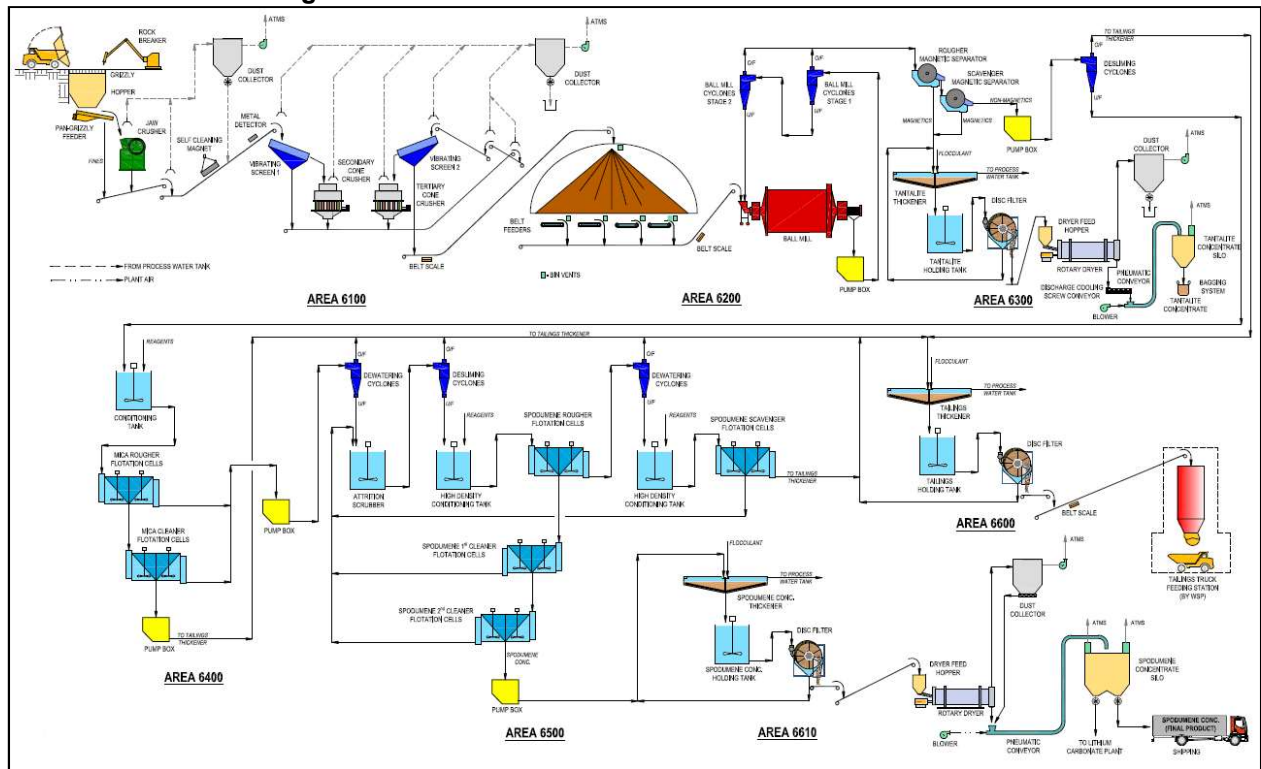 ATMS
ROCK
BREAKER
GRIZZLY
HOPPER
DUST
COLLECTOR
PAN-GRIZZLY
FEEDER
JAW
CRUSHER
FINES
SELF CLEANING
MAGNET
METAL
DETECTOR
VIBRATING
SCREEN 1
SECONDARY
CONE
CRUSHER
VIBRATING
SCREEN 2
TERTIARY
CONE
CRUSHER
BELT SCALE
ATMS
DUST
COLLECTOR
BELT
FEEDERS
BELT SCALE
- BIN VENTS
FROM PROCESS WATER TANK
PLANT AIR
AREA 6100
O/F
O/F
BALL MILL
CYCLONES
STAGE 2
BALL MILL
CYCLONES
STAGE 1
U/F
U/F
BALL MILL
PUMP BOX
AREA 6200
ROUGHER
MAGNETIC SEPARATOR
SCAVENGER
MAGNETIC SEPARATOR
NON-MAGNETICS
MAGNETICS
MAGNETICS
PUMP BOX
TO TAILINGS
THICKENER
O/F
DESLIMING
CYCLONES
U/F
FLOCCULANT
TO PROCESS
WATER TANK
TANTALITE
THICKENER
DISC FILTER
TANTALITE
HOLDING TANK
DRYER FEED
HOPPER
ROTARY DRYER
DUST
COLLECTOR
ATMS
ATMS
TANTALITE
CONCENTRATE
SILO
PNEUMATIC
CONVEYOR
DISCHARGE COOLING
SCREW CONVEYOR
BLOWER
BAGGING
SYSTEM
TANTALITE
CONCENTRATE
AREA 6300
TO TAILINGS THICKENER
REAGENTS
CONDITIONING
TANK
MICA ROUGHER
FLOTATION CELLS
MICA CLEANER
FLOTATION CELLS
PUMP BOX
PUMP BOX
TO TAILINGS
THICKENER
AREA 6400
O/F
DEWATERING
CYCLONES
U/F
O/F
DESLIMING
CYCLONES
U/F
REAGENTS
ATTRITION
SCRUBBER
HIGH DENSITY
CONDITIONING TANK
SPODUMENE ROUGHER
FLOTATION CELLS
O/F
DEWATERING
CYCLONES
U/F
REAGENTS
HIGH DENSITY
CONDITIONING TANK
SPODUMENE SCAVENGER
FLOTATION CELLS
TO TAILINGS
THICKENER
SPODUMENE 1ST CLEANER
FLOTATION CELLS
SPODUMENE 2ND CLEANER
FLOTATION CELLS
SPODUMENE
CONC.
PUMP BOX
AREA 6500
FLOCCULANT
TO PROCESS
WATER TANK
TAILINGS
THICKENER
DISC FILTER
TAILINGS
HOLDING TANK
BELT SCALE
AREA 6600
TAILINGS TRUCK
FEEDING STATION
(BY WSP)
FLOCCULANT
TO PROCESS
WATER TANK
SPODUMENE CONC.
THICKENER
DISC FILTER
SPODUMENE CONC.
HOLDING TANK
AREA 6610
DRYER FEED
HOPPER
ROTARY DRYER
ATMS
DUST
COLLECTOR
BLOWER
PNEUMATIC
CONVEYOR
ATMS
ATMS
SPODUMENE
CONCENTRATE
SILO
TO LITHIUM
CARBONATE PLANT
SPODUMENE CONC.
(FINAL PRODUCT)
SHIPPING